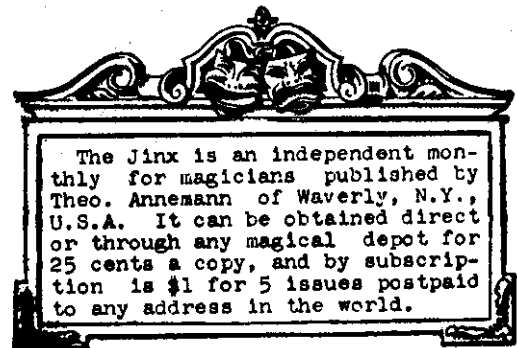 The Jinx is an independent mon-
thly for magicians published by
Theo. Annemann of Waverly, N.Y.,
U.S.A. It can be obtained direct
or through any magical depot for
25 cents a copy, and by subscrip-
tion is $1 for 5 issues postpaid
to any address in the world.